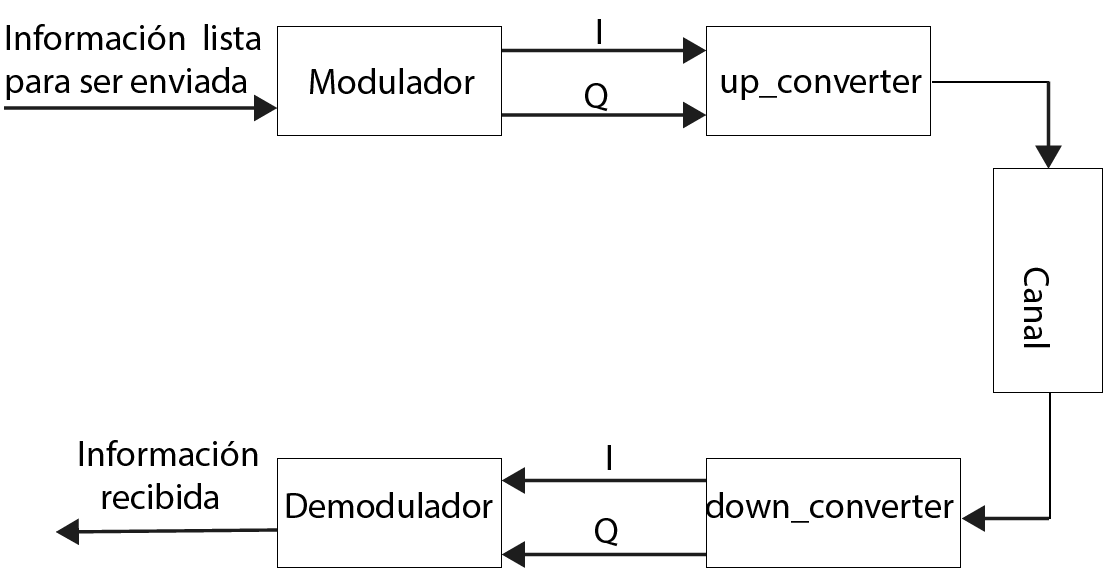 Información lista
para ser enviada
Modulador
I
Q
up_converter
Canal
Información
recibida
Demodulador
I
Q
down_converter